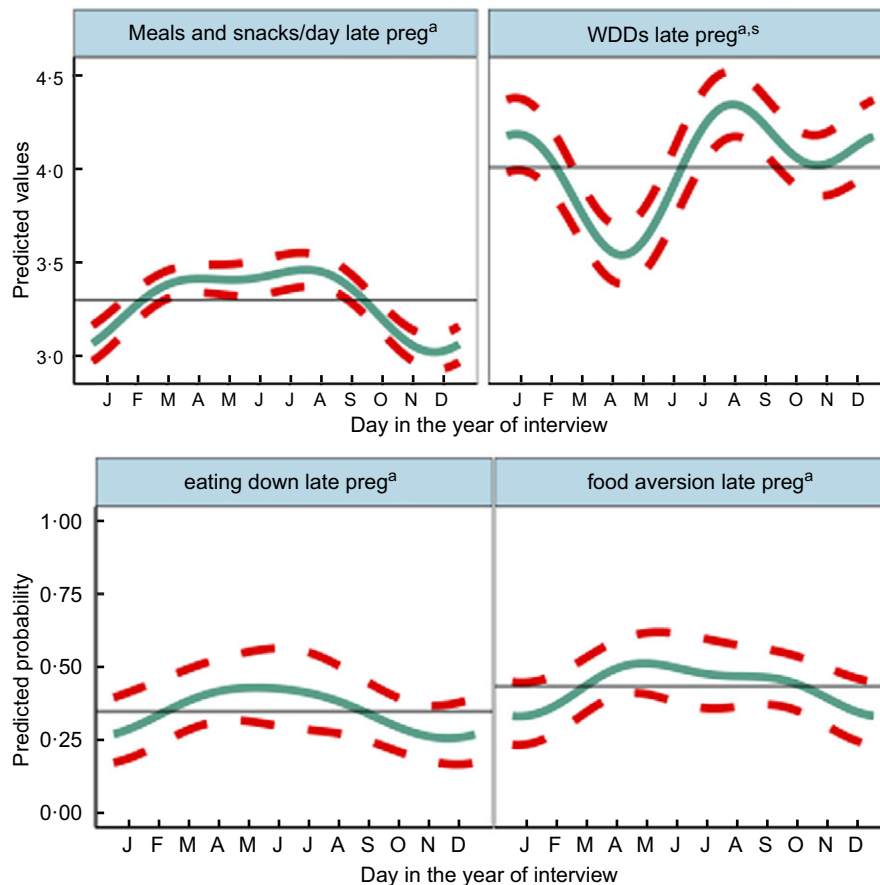 Meals and snacks/day late preg^a
WDDs late preg^a,s
Predicted values
4·5
4·0
3·5
3·0
J F M A M J J A S O N D
J F M A M J J A S O N D
Day in the year of interview
eating down late preg^a
food aversion late preg^a
Predicted probability
1·00
0·75
0·50
0·25
0·00
J F M A M J J A S O N D
J F M A M J J A S O N D
Day in the year of interview